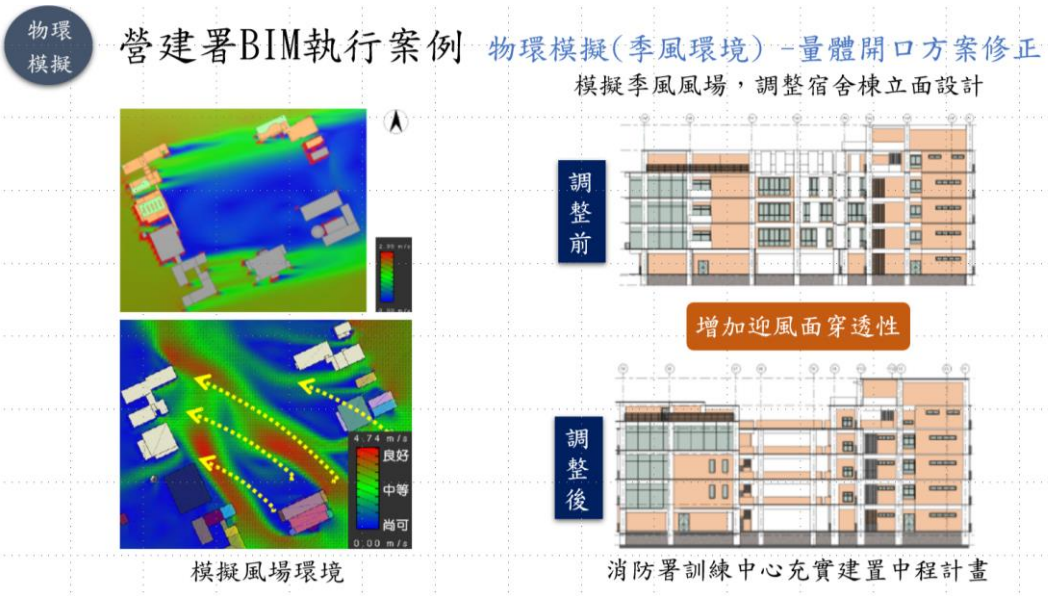 物環
模擬
營建署BIM執行案例
物環模擬(季風環境) -量體開口方案修正
模擬季風風場，調整宿舍棟立面設計
調整前
增加迎風面穿透性
4.74 m/s
良好
中等
尚可
0.00 m/s
調整後
模擬風場環境
消防署訓練中心充實建置中程計畫